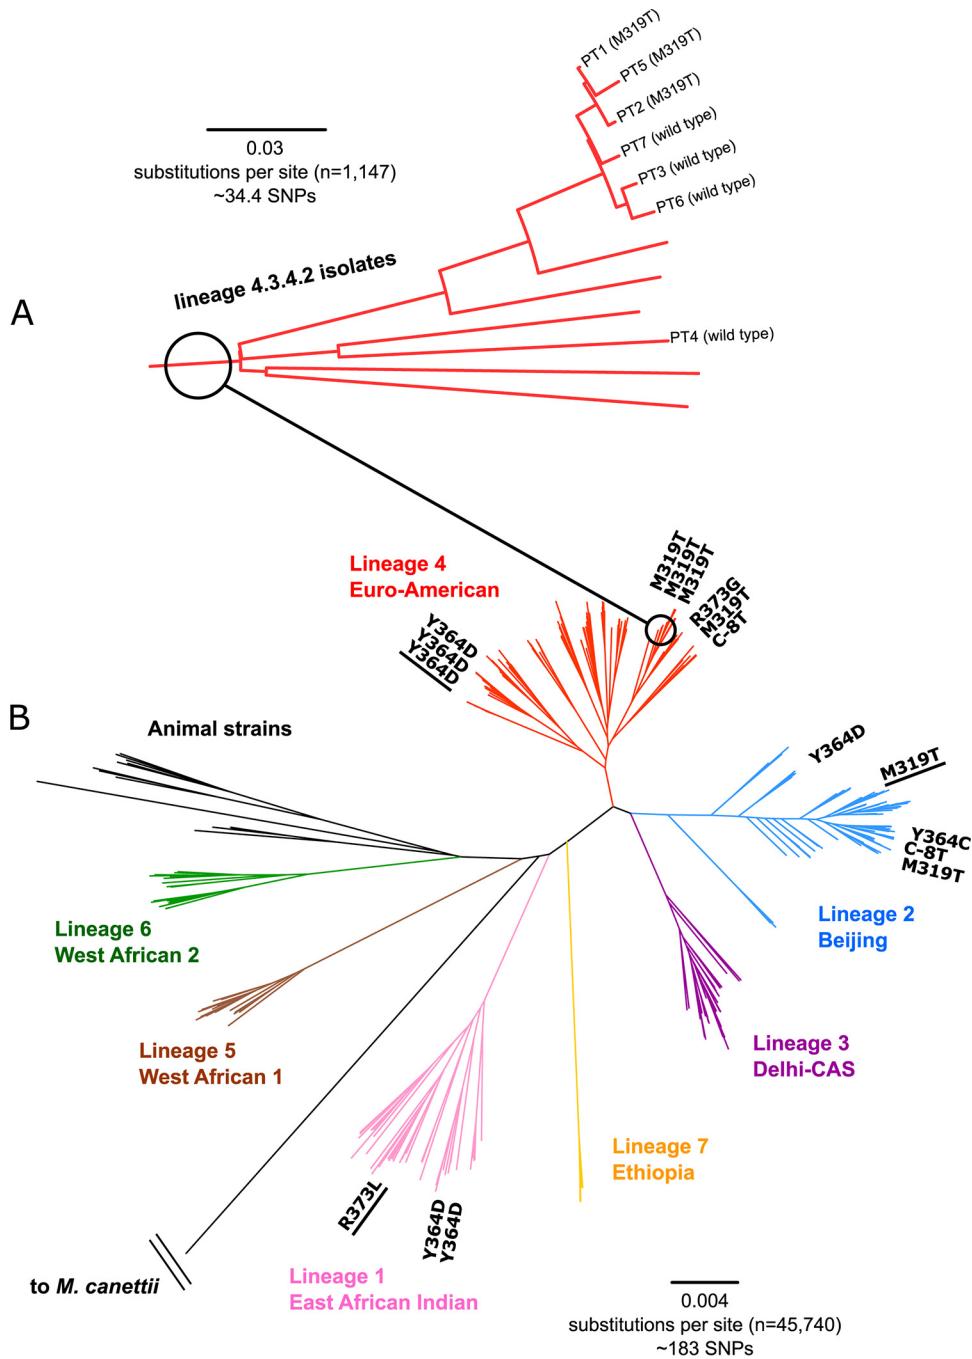 PT1 (M319T)
PT5 (M319T)
PT2 (M319T)
PT7 (wild type)
PT3 (wild type)
PT6 (wild type)
0.03
substitutions per site (n=1,147)
~34.4 SNPs
lineage 4.3.4.2 isolates
A
PT4 (wild type)
Lineage 4
Euro-American
M319T
M319T
M319T
R373G
M319T
C-8T
Y364D
Y364D
Y364D
B
Animal strains
Y364D
M319T
Y364C
C-8T
M319T
Lineage 2
Beijing
Lineage 6
West African 2
Lineage 5
West African 1
Lineage 3
Delhi-CAS
Lineage 7
Ethiopia
R373L
Y364D
Y364D
to M. canettii
Lineage 1
East African Indian
0.004
substitutions per site (n=45,740)
~183 SNPs